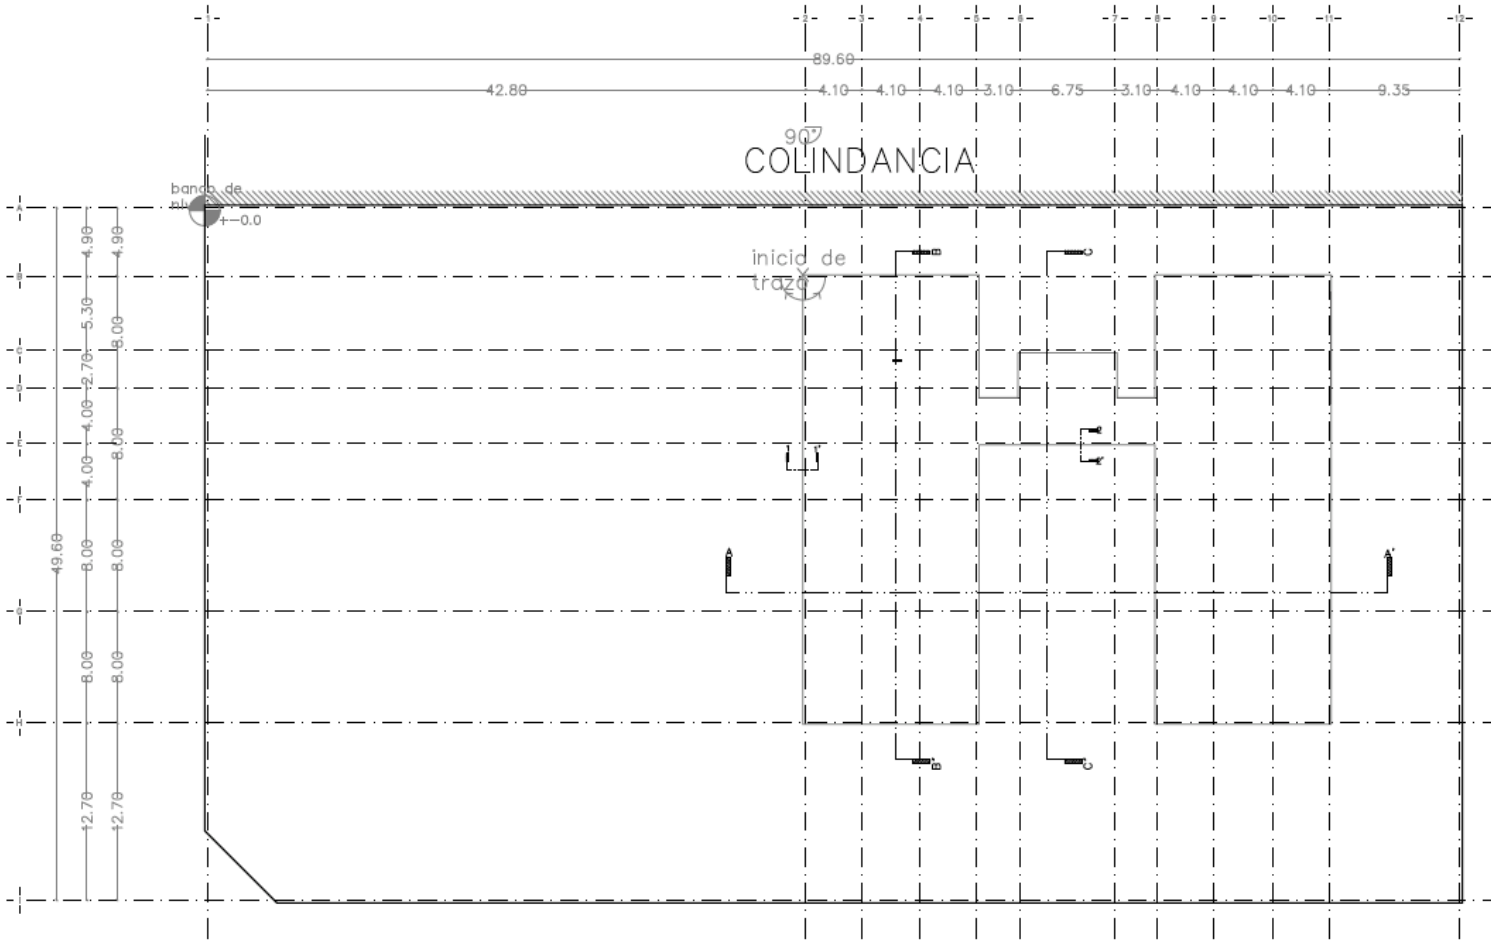 -1- -2- -3- -4- -5- -6- -7- -8- -9- -10- -11- -12-
89.60
42.80 4.10 4.10 4.10 3.10 6.75 3.10 4.10 4.10 4.10 9.35
90°
COLINDANCIA
banco de
+-0.0
A
B
C
D
E
F
G
H
I
4.90 5.30 2.70 4.00 4.00 8.00 8.00 12.70
4.90 8.00 8.00 8.00 8.00 12.70
49.60
inicio de
trazo
B
C
A
A'
B'
C'